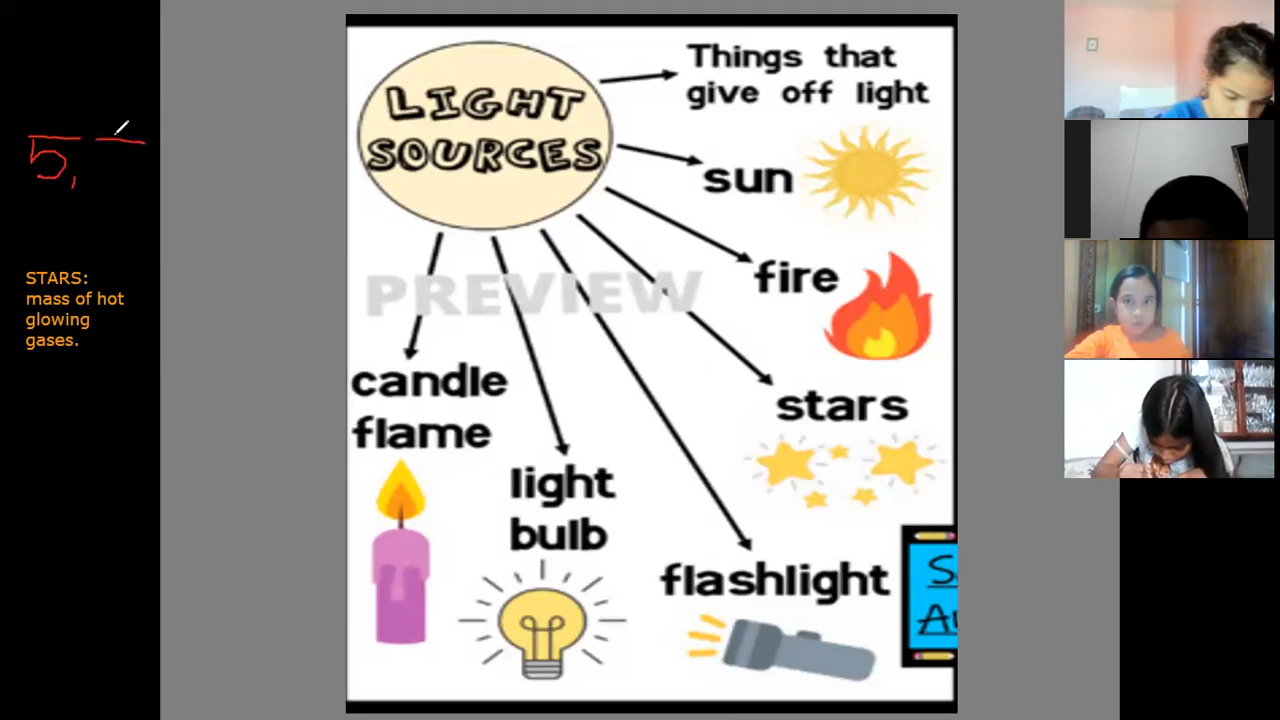 5,
STARS:
mass of hot
glowing
gases.
LIGHT
SOURCES
Things that
give off light
sun
fire
PREVIEW
stars
candle
flame
light
bulb
flashlight